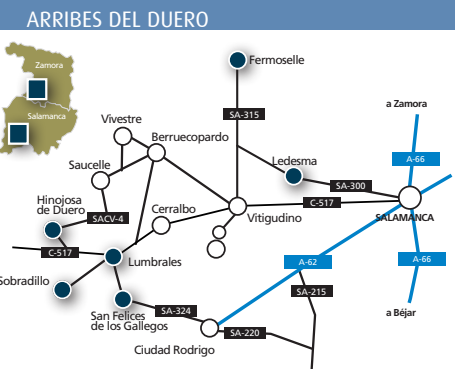 ARRIBES DEL DUERO
Zamora
Salamanca
Fermoselle
a Zamora
SA-315
Vivestre
Berruecopardo
A-66
Saucelle
Ledesma
SA-300
Hinojosa
de Duero
SACV-4
Cerralbo
C-517
Vitigudino
SALAMANCA
C-517
Lumbrales
A-62
A-66
Sobradillo
SA-215
San Felices
de los Gallegos
SA-324
a Béjar
SA-220
Ciudad Rodrigo